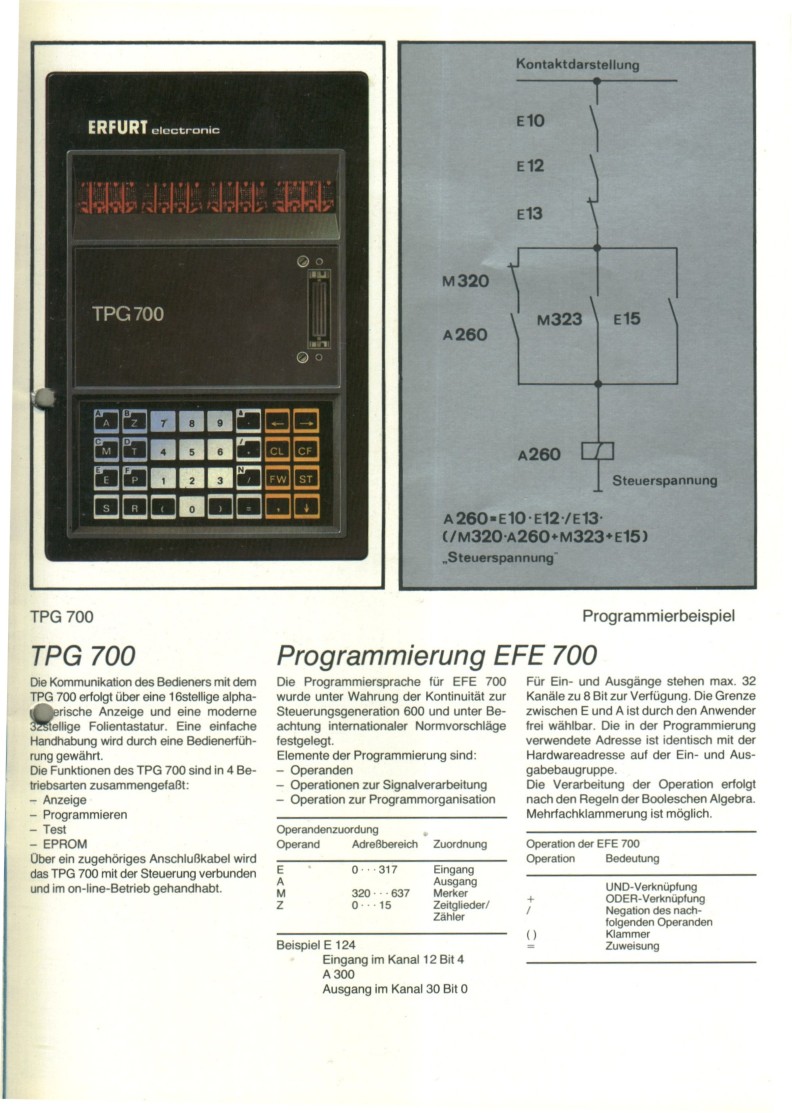 ERFURT electronic
TPG 700
A A
B Z
7 8 9
&
← →
C M
D T
4 5 6
CL CF
E E
F P
1 2 3
N /
FW ST
S R ( 0 ) =
↓
Kontaktdarstellung
E10
E12
E13
M320
M323
E15
A260
A260
Steuerspannung
A260=E10·E12·/E13·
(/M320·A260+M323+E15)
„Steuerspannung"
TPG 700
Programmierbeispiel
TPG 700
Die Kommunikation des Bedieners mit dem
TPG 700 erfolgt über eine 16stellige alpha-
erische Anzeige und eine moderne
32stellige Folientastatur. Eine einfache
Handhabung wird durch eine Bedienerfüh-
rung gewährt.
Die Funktionen des TPG 700 sind in 4 Be-
triebsarten zusammengefaßt:
– Anzeige
– Programmieren
– Test
– EPROM
Über ein zugehöriges Anschlußkabel wird
das TPG 700 mit der Steuerung verbunden
und im on-line-Betrieb gehandhabt.
Programmierung EFE 700
Die Programmiersprache für EFE 700
wurde unter Wahrung der Kontinuität zur
Steuerungsgeneration 600 und unter Be-
achtung internationaler Normvorschläge
festgelegt.
Elemente der Programmierung sind:
– Operanden
– Operationen zur Signalverarbeitung
– Operation zur Programmorganisation
Operandenzuordnung
Operand Adreßbereich Zuordnung
E 0 · · · 317 Eingang
A Ausgang
M 320 · · · 637 Merker
Z 0 · · · 15 Zeitglieder/
Zähler
Beispiel E 124
Eingang im Kanal 12 Bit 4
A 300
Ausgang im Kanal 30 Bit 0
Für Ein- und Ausgänge stehen max. 32
Kanäle zu 8 Bit zur Verfügung. Die Grenze
zwischen E und A ist durch den Anwender
frei wählbar. Die in der Programmierung
verwendete Adresse ist identisch mit der
Hardwareadresse auf der Ein- und Aus-
gabebaugruppe.
Die Verarbeitung der Operation erfolgt
nach den Regeln der Booleschen Algebra.
Mehrfachklammerung ist möglich.
Operation der EFE 700
Operation Bedeutung
UND-Verknüpfung
+ ODER-Verknüpfung
/ Negation des nach-
folgenden Operanden
( ) Klammer
= Zuweisung